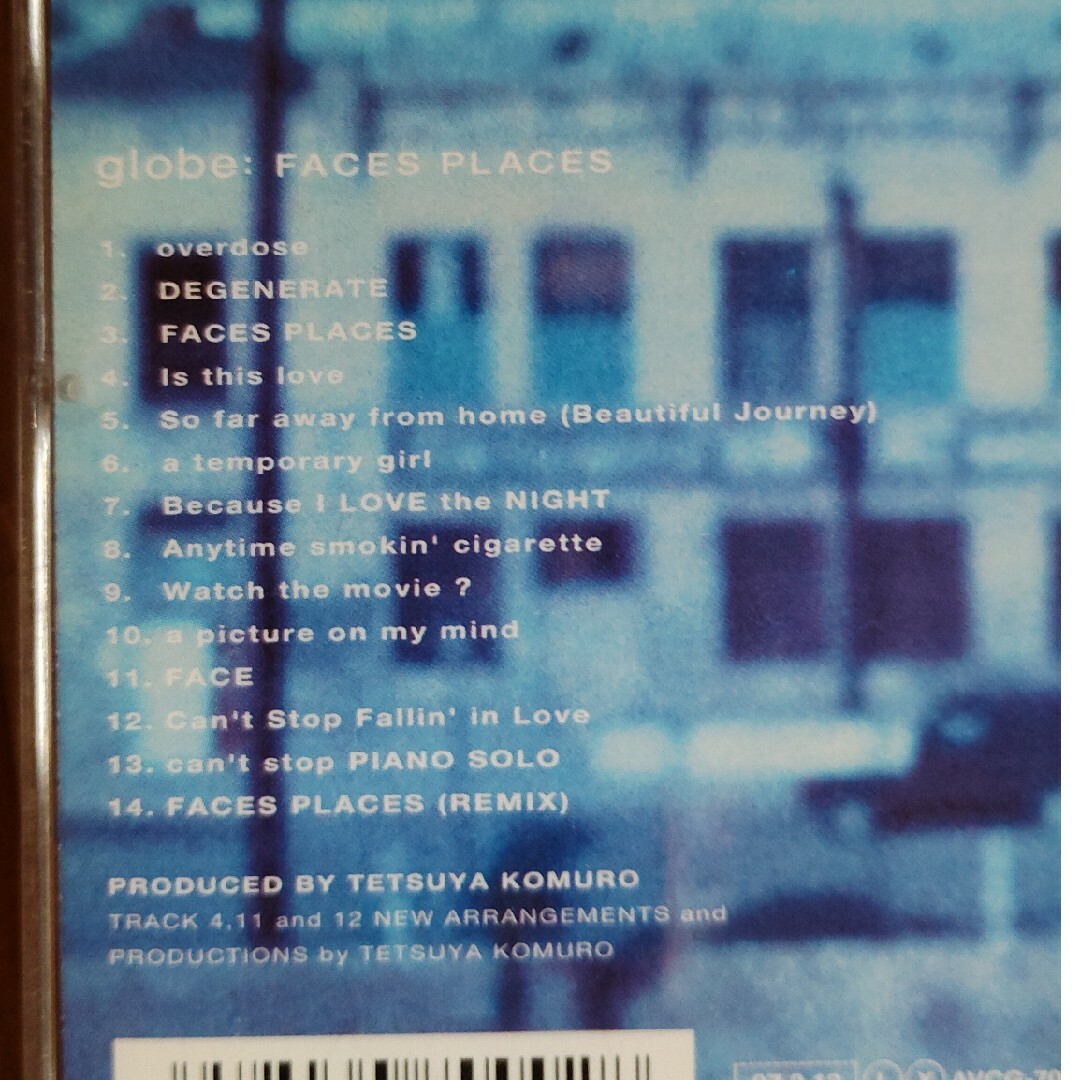 globe: FACES PLACES
1. overdose
2. DEGENERATE
3. FACES PLACES
4. Is this love
5. So far away from home (Beautiful Journey)
6. a temporary girl
7. Because I LOVE the NIGHT
8. Anytime smokin' cigarette
9. Watch the movie ?
10. a picture on my mind
11. FACE
12. Can't Stop Fallin' in Love
13. can't stop PIANO SOLO
14. FACES PLACES (REMIX)
PRODUCED BY TETSUYA KOMURO
TRACK 4,11 and 12 NEW ARRANGEMENTS and
PRODUCTIONS by TETSUYA KOMURO